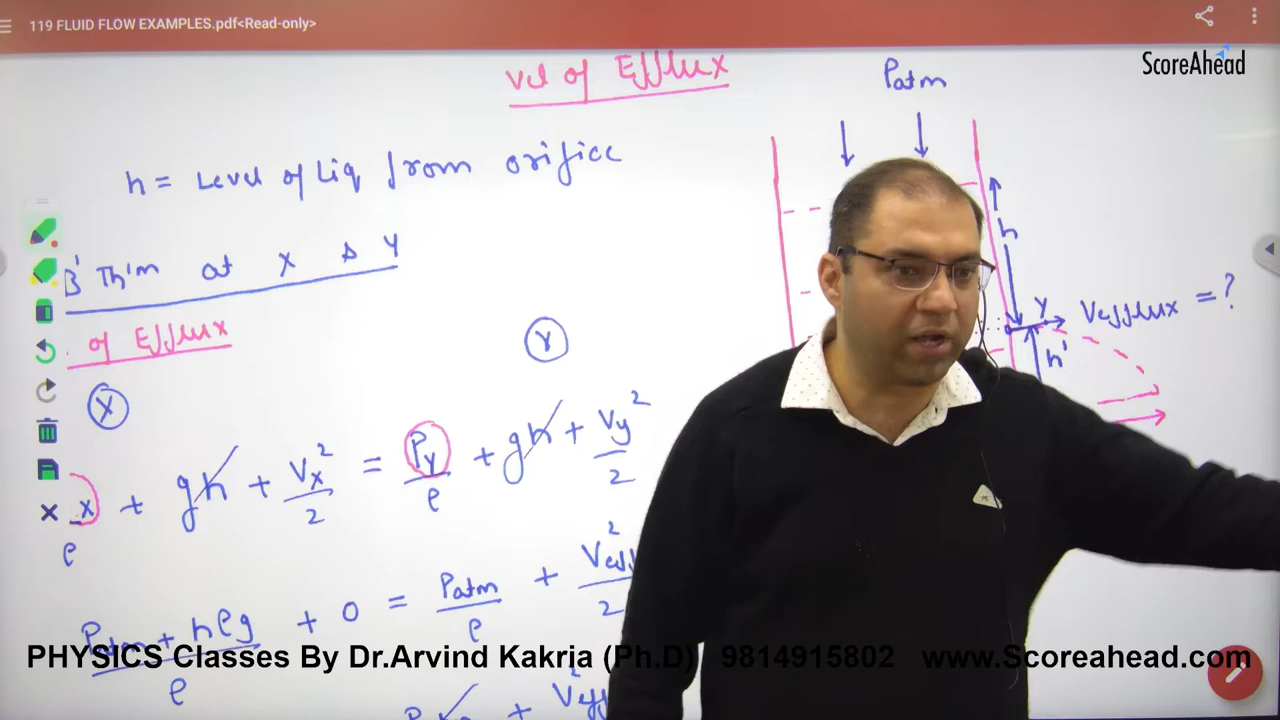 119 FLUID FLOW EXAMPLES.pdf<Read-only>
ScoreAhead
Vel of Efflux
Patm
h = Level of Liq from orifice
h
B' Th'm at X & Y
Y Vefflux = ?
of Efflux
h'
X Y
x/ρ + gh + Vx²/2 = Py/ρ + gh + Vy²/2
Patm + hρg/ρ + 0 = Patm/ρ + Veff²/2
PHYSICS Classes By Dr.Arvind Kakria (Ph.D) 9814915802 www.Scoreahead.com
+ Veff²